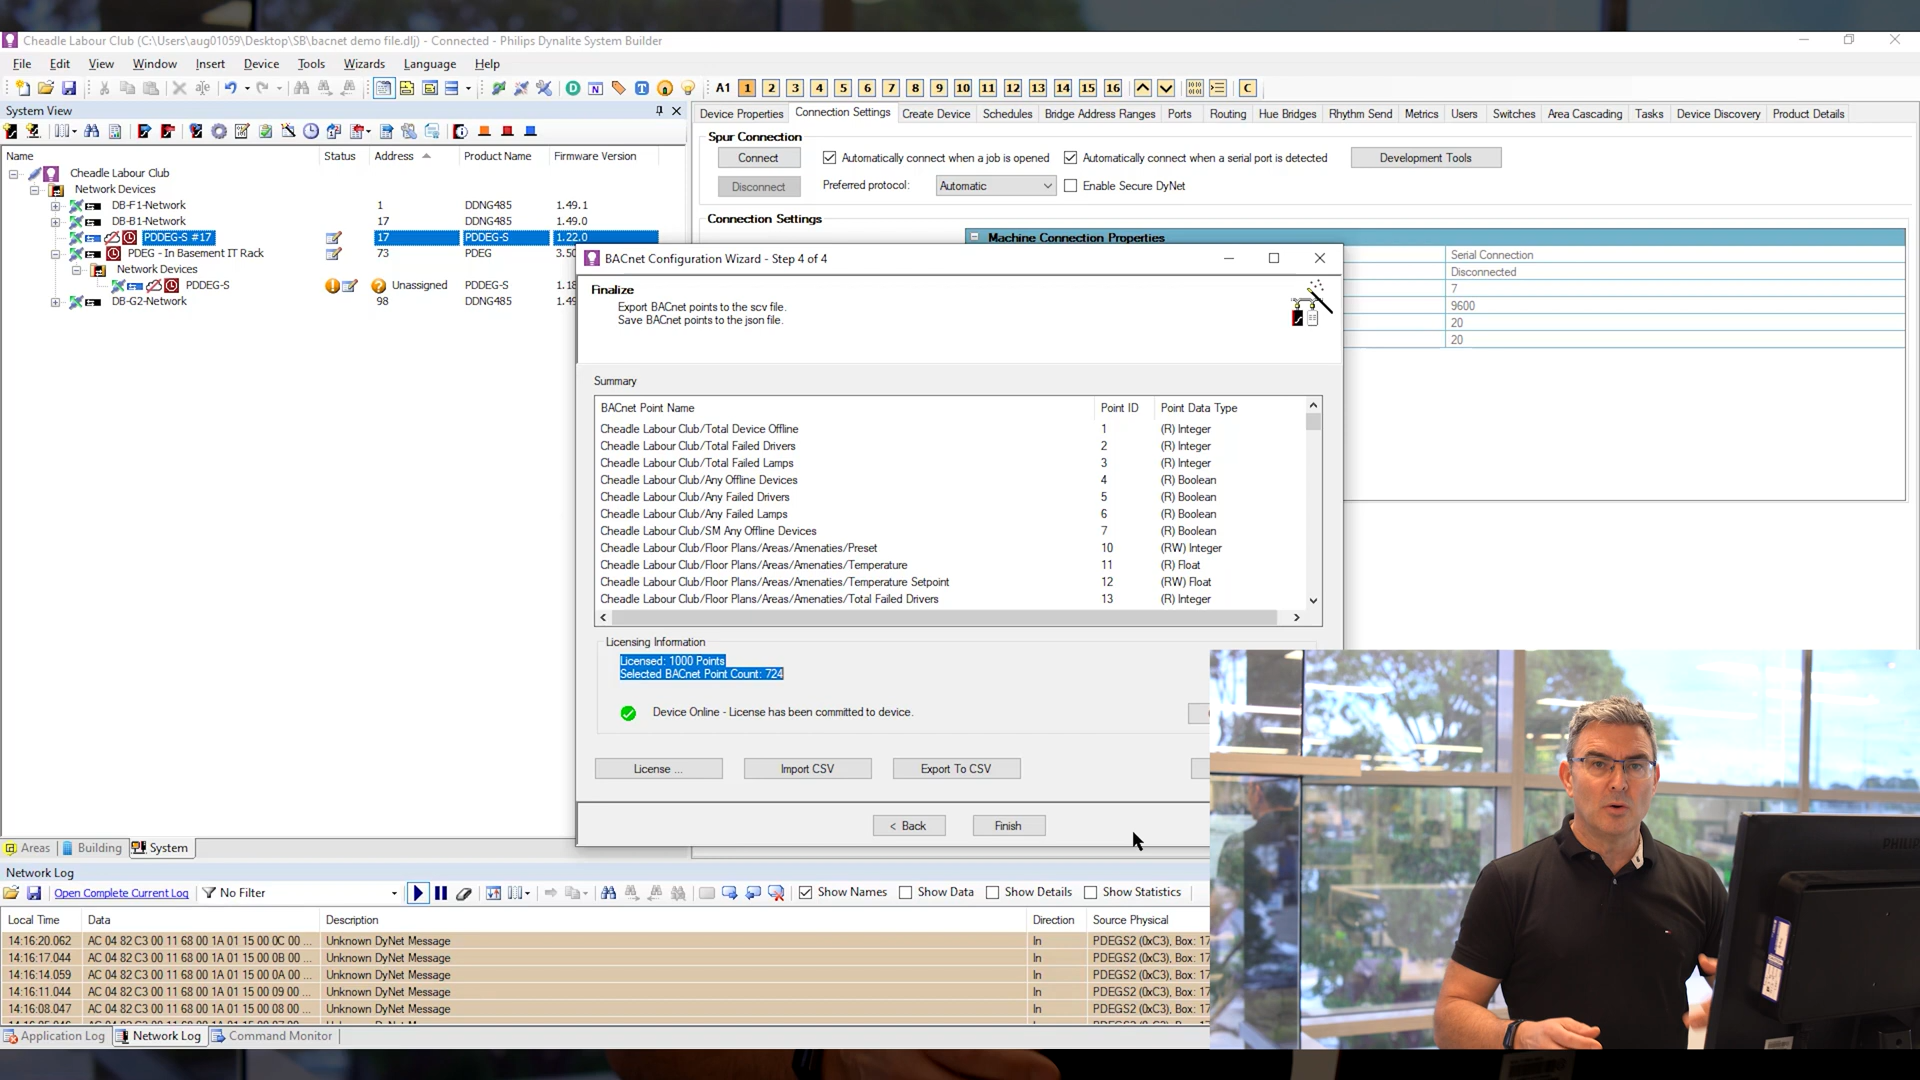 Cheadle Labour Club (C:\Users\aug01059\Desktop\SB\bacnet demo file.dlj) - Connected - Philips Dynalite System Builder
File Edit View Window Insert Device Tools Wizards Language Help
A1 1 2 3 4 5 6 7 8 9 10 11 12 13 14 15 16 C
System View
Device Properties Connection Settings Create Device Schedules Bridge Address Ranges Ports Routing Hue Bridges Rhythm Send Metrics Users Switches Area Cascading Tasks Device Discovery Product Details
Name Status Address Product Name Firmware Version
Cheadle Labour Club
Network Devices
DB-F1-Network 1 DDNG485 1.49.1
DB-B1-Network 17 DDNG485 1.49.0
PDDEG-S #17 17 PDDEG-S 1.22.0
PDEG - In Basement IT Rack 73 PDEG
Network Devices
PDDEG-S Unassigned PDDEG-S
DB-G2-Network 98 DDNG485
Spur Connection
Connect Automatically connect when a job is opened Automatically connect when a serial port is detected Development Tools
Disconnect Preferred protocol: Automatic Enable Secure DyNet
Connection Settings
Machine Connection Properties
Serial Connection
Disconnected
7
9600
20
20
BACnet Configuration Wizard - Step 4 of 4
Finalize
Export BACnet points to the scv file.
Save BACnet points to the json file.
Summary
BACnet Point Name Point ID Point Data Type
Cheadle Labour Club/Total Device Offline 1 (R) Integer
Cheadle Labour Club/Total Failed Drivers 2 (R) Integer
Cheadle Labour Club/Total Failed Lamps 3 (R) Integer
Cheadle Labour Club/Any Offline Devices 4 (R) Boolean
Cheadle Labour Club/Any Failed Drivers 5 (R) Boolean
Cheadle Labour Club/Any Failed Lamps 6 (R) Boolean
Cheadle Labour Club/SM Any Offline Devices 7 (R) Boolean
Cheadle Labour Club/Floor Plans/Areas/Amenaties/Preset 10 (RW) Integer
Cheadle Labour Club/Floor Plans/Areas/Amenaties/Temperature 11 (R) Float
Cheadle Labour Club/Floor Plans/Areas/Amenaties/Temperature Setpoint 12 (RW) Float
Cheadle Labour Club/Floor Plans/Areas/Amenaties/Total Failed Drivers 13 (R) Integer
Licensing Information
Licensed: 1000 Points
Selected BACnet Point Count: 724
Device Online - License has been committed to device.
License ... Import CSV Export To CSV
< Back Finish
Areas Building System
Network Log
Open Complete Current Log No Filter Show Names Show Data Show Details Show Statistics
Local Time Data Description Direction Source Physical
14:16:20.062 AC 04 82 C3 00 11 68 00 1A 01 15 00 0C 00 ... Unknown DyNet Message In PDEGS2 (0xC3), Box: 17
14:16:17.044 AC 04 82 C3 00 11 68 00 1A 01 15 00 0B 00 ... Unknown DyNet Message In PDEGS2 (0xC3), Box: 17
14:16:14.059 AC 04 82 C3 00 11 68 00 1A 01 15 00 0A 00 ... Unknown DyNet Message In PDEGS2 (0xC3), Box: 17
14:16:11.044 AC 04 82 C3 00 11 68 00 1A 01 15 00 09 00 ... Unknown DyNet Message In PDEGS2 (0xC3), Box: 17
14:16:08.047 AC 04 82 C3 00 11 68 00 1A 01 15 00 08 00 ... Unknown DyNet Message In PDEGS2 (0xC3), Box: 17
Application Log Network Log Command Monitor